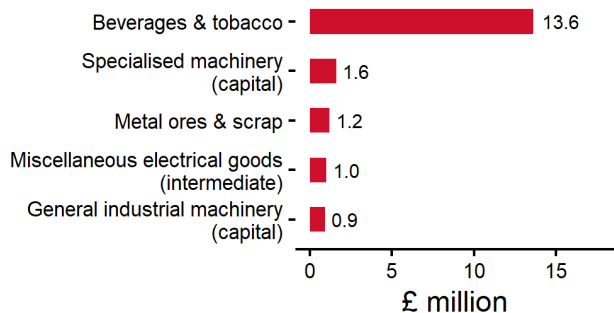 Beverages & tobacco
13.6
Specialised machinery
(capital)
1.6
Metal ores & scrap
1.2
Miscellaneous electrical goods
(intermediate)
1.0
General industrial machinery
(capital)
0.9
0 5 10 15
£ million